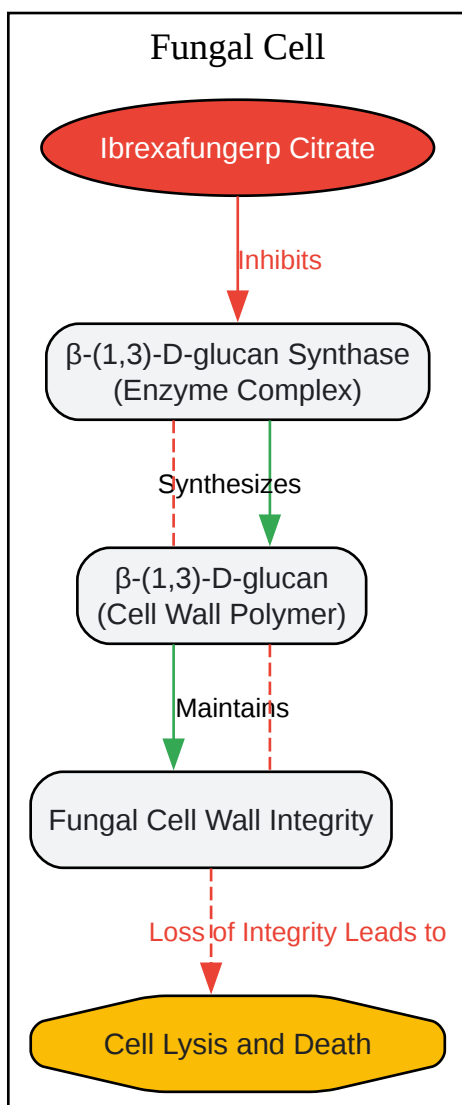 Fungal Cell
Ibrexafungerp Citrate
Inhibits
β-(1,3)-D-glucan Synthase
(Enzyme Complex)
Synthesizes
β-(1,3)-D-glucan
(Cell Wall Polymer)
Maintains
Fungal Cell Wall Integrity
Loss of Integrity Leads to
Cell Lysis and Death